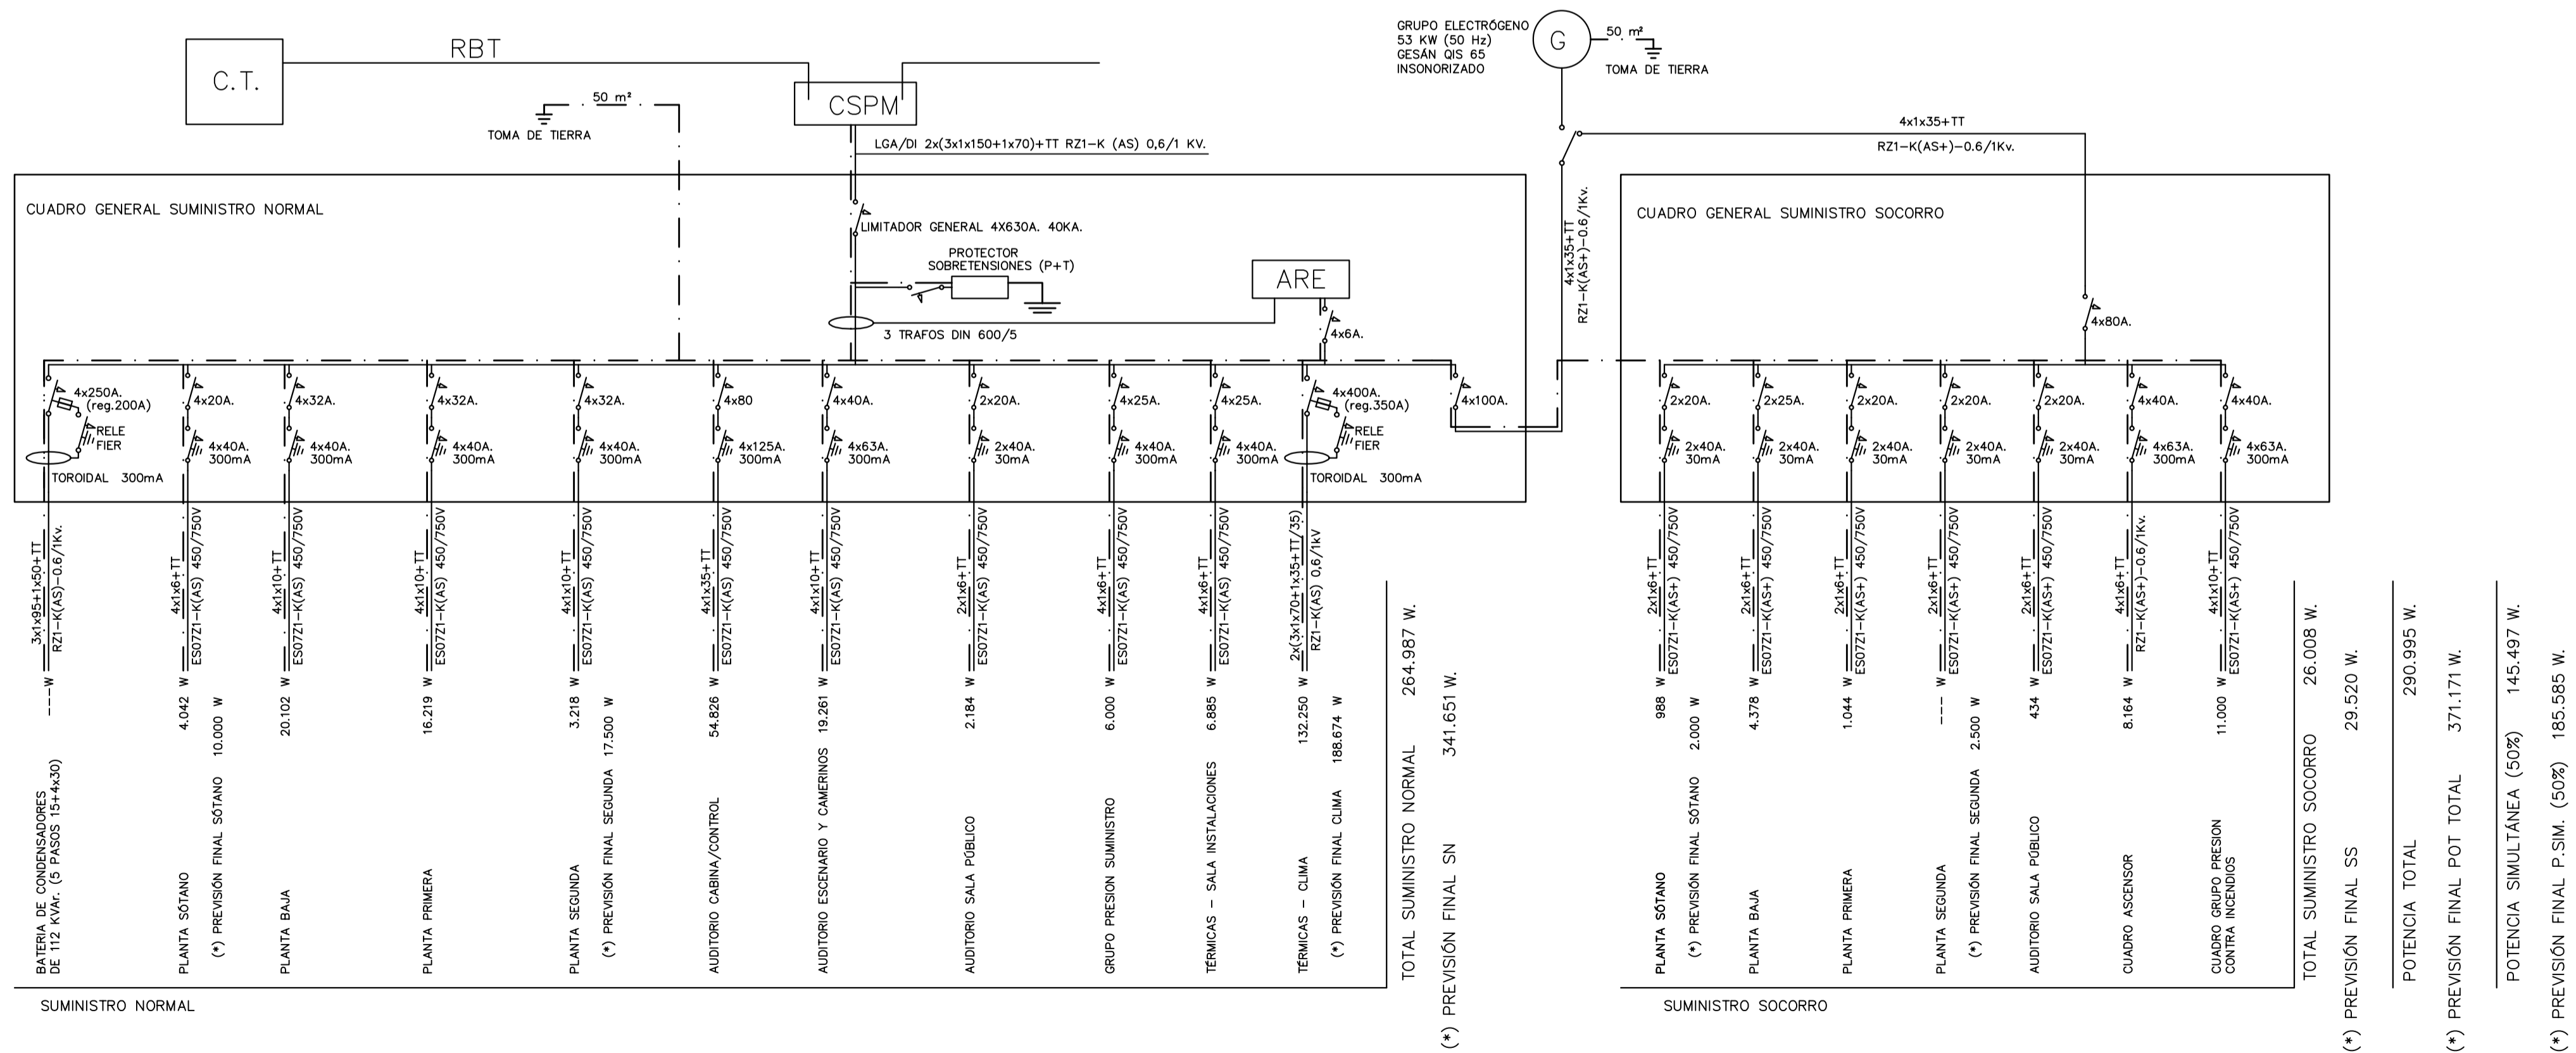 C.T.
RBT
CSPM
50 m²
TOMA DE TIERRA
LGA/DI 2x(3x1x150+1x70)+TT RZ1-K (AS) 0,6/1 KV.
GRUPO ELECTRÓGENO
53 KW (50 Hz)
GESÁN QIS 65
INSONORIZADO
G
50 m²
TOMA DE TIERRA
4x1x35+TT
RZ1-K(AS+)-0.6/1Kv.
4x1x35+TT
RZ1-K(AS+)-0.6/1Kv.
CUADRO GENERAL SUMINISTRO NORMAL
LIMITADOR GENERAL 4X630A. 40KA.
PROTECTOR
SOBRETENSIONES (P+T)
3 TRAFOS DIN 600/5
ARE
4x6A.
4x250A.
(reg.200A)
RELE
FIER
TOROIDAL 300mA
4x20A.
4x40A.
300mA
4x32A.
4x40A.
300mA
4x32A.
4x40A.
300mA
4x32A.
4x40A.
300mA
4x80
4x125A.
300mA
4x40A.
4x63A.
300mA
2x20A.
2x40A.
30mA
4x25A.
4x40A.
300mA
4x25A.
4x40A.
300mA
4x400A.
(reg.350A)
RELE
FIER
TOROIDAL 300mA
4x100A.
CUADRO GENERAL SUMINISTRO SOCORRO
4x80A.
2x20A.
2x40A.
30mA
2x25A.
2x40A.
30mA
2x20A.
2x40A.
30mA
2x20A.
2x40A.
30mA
2x20A.
2x40A.
30mA
4x40A.
4x63A.
300mA
4x40A.
4x63A.
300mA
3x1x95+1x50+TT
RZ1-K(AS)-0.6/1Kv.
BATERIA DE CONDENSADORES ---W
DE 112 KVAr. (5 PASOS 15+4x30)
4x1x6+TT
ES07Z1-K(AS) 450/750V
PLANTA SÓTANO 4.042 W
(*) PREVISIÓN FINAL SÓTANO 10.000 W
4x1x10+TT
ES07Z1-K(AS) 450/750V
PLANTA BAJA 20.102 W
4x1x10+TT
ES07Z1-K(AS) 450/750V
PLANTA PRIMERA 16.219 W
4x1x10+TT
ES07Z1-K(AS) 450/750V
PLANTA SEGUNDA 3.218 W
(*) PREVISIÓN FINAL SEGUNDA 17.500 W
4x1x35+TT
ES07Z1-K(AS) 450/750V
AUDITORIO CABINA/CONTROL 54.826 W
4x1x10+TT
ES07Z1-K(AS) 450/750V
AUDITORIO ESCENARIO Y CAMERINOS 19.261 W
2x1x6+TT
ES07Z1-K(AS) 450/750V
AUDITORIO SALA PÚBLICO 2.184 W
4x1x6+TT
ES07Z1-K(AS) 450/750V
GRUPO PRESION SUMINISTRO 6.000 W
4x1x6+TT
ES07Z1-K(AS) 450/750V
TÉRMICAS - SALA INSTALACIONES 6.885 W
2x(3x1x70+1x35+TT/35)
RZ1-K(AS) 0,6/1kV
TÉRMICAS - CLIMA 132.250 W
(*) PREVISIÓN FINAL CLIMA 188.674 W
TOTAL SUMINISTRO NORMAL 264.987 W.
(*) PREVISIÓN FINAL SN 341.651 W.
SUMINISTRO NORMAL
2x1x6+TT
ES07Z1-K(AS+) 450/750V
PLANTA SÓTANO 988 W
(*) PREVISIÓN FINAL SÓTANO 2.000 W
2x1x6+TT
ES07Z1-K(AS+) 450/750V
PLANTA BAJA 4.378 W
2x1x6+TT
ES07Z1-K(AS+) 450/750V
PLANTA PRIMERA 1.044 W
2x1x6+TT
ES07Z1-K(AS+) 450/750V
PLANTA SEGUNDA --- W
(*) PREVISIÓN FINAL SEGUNDA 2.500 W
2x1x6+TT
ES07Z1-K(AS+) 450/750V
AUDITORIO SALA PÚBLICO 434 W
4x1x6+TT
RZ1-K(AS+)-0.6/1Kv.
CUADRO ASCENSOR 8.164 W
4x1x10+TT
ES07Z1-K(AS+) 450/750V
CUADRO GRUPO PRESION 11.000 W
CONTRA INCENDIOS
TOTAL SUMINISTRO SOCORRO 26.008 W.
(*) PREVISIÓN FINAL SS 29.520 W.
POTENCIA TOTAL 290.995 W.
(*) PREVISIÓN FINAL POT TOTAL 371.171 W.
POTENCIA SIMULTÁNEA (50%) 145.497 W.
(*) PREVISIÓN FINAL P.SIM. (50%) 185.585 W.
SUMINISTRO SOCORRO